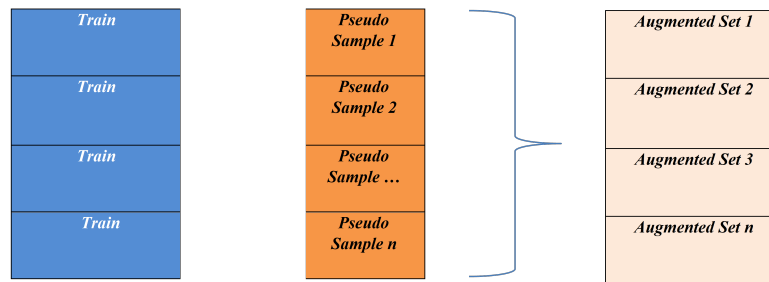 Train
Train
Train
Train
Pseudo
Sample 1
Pseudo
Sample 2
Pseudo
Sample ...
Pseudo
Sample n
Augmented Set 1
Augmented Set 2
Augmented Set 3
Augmented Set n